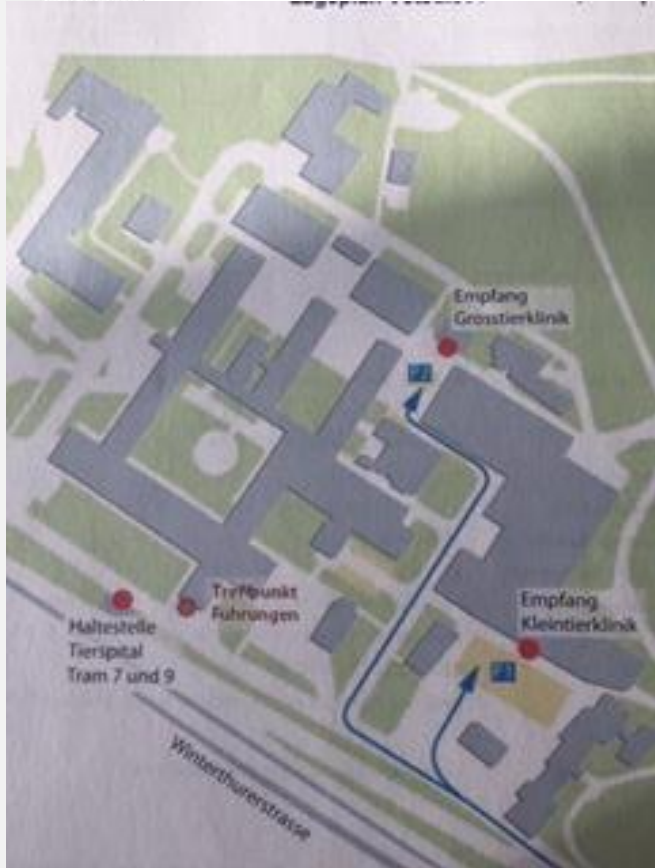 Empfang
Grosstierklinik
Treffpunkt
Führungen
Haltestelle
Tierspital
Tram 7 und 9
Empfang
Kleintierklinik
Winterthurerstrasse